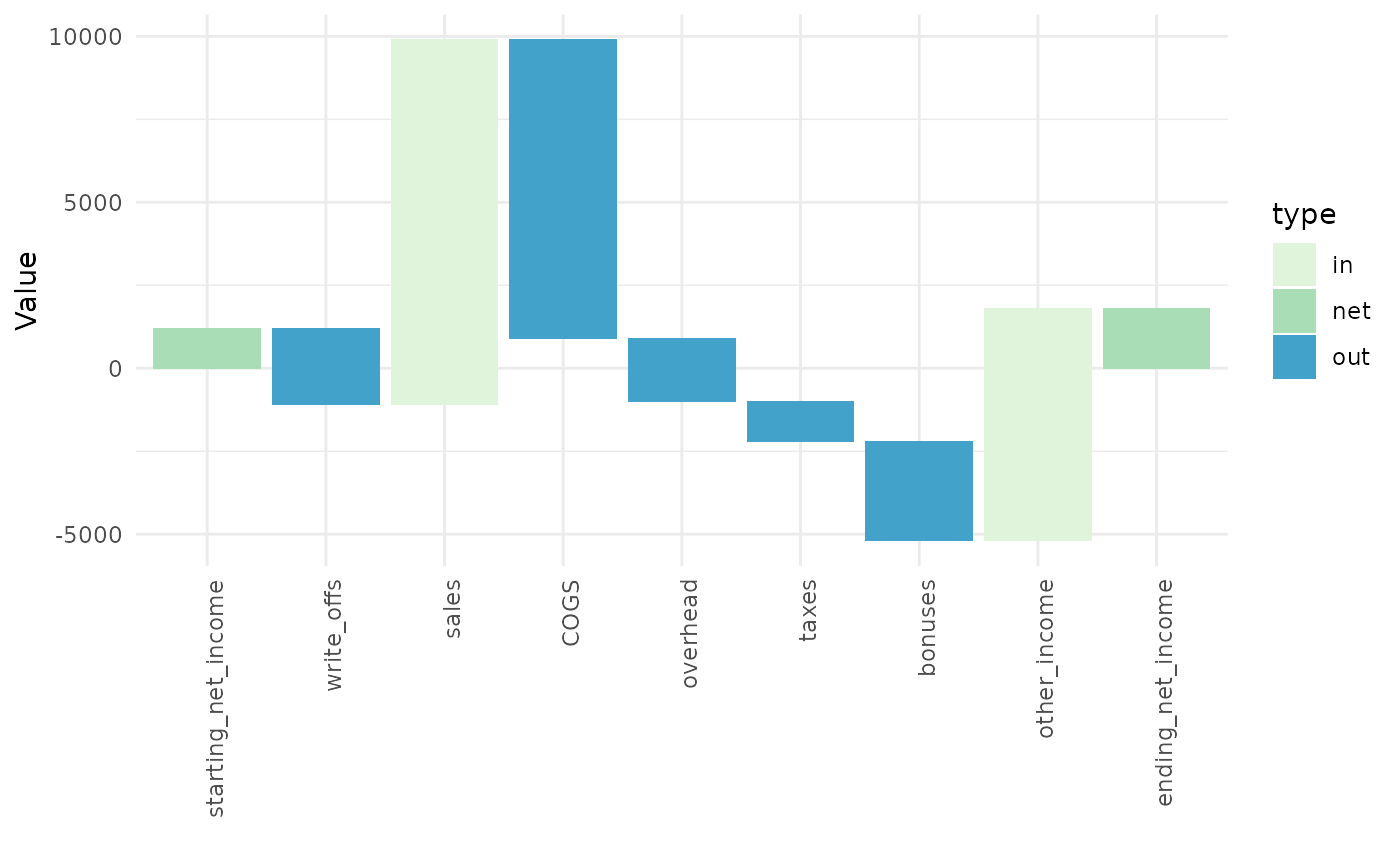 10000
5000
0
-5000
Value
starting_net_income
write_offs
sales
COGS
overhead
taxes
bonuses
other_income
ending_net_income
type
in
net
out